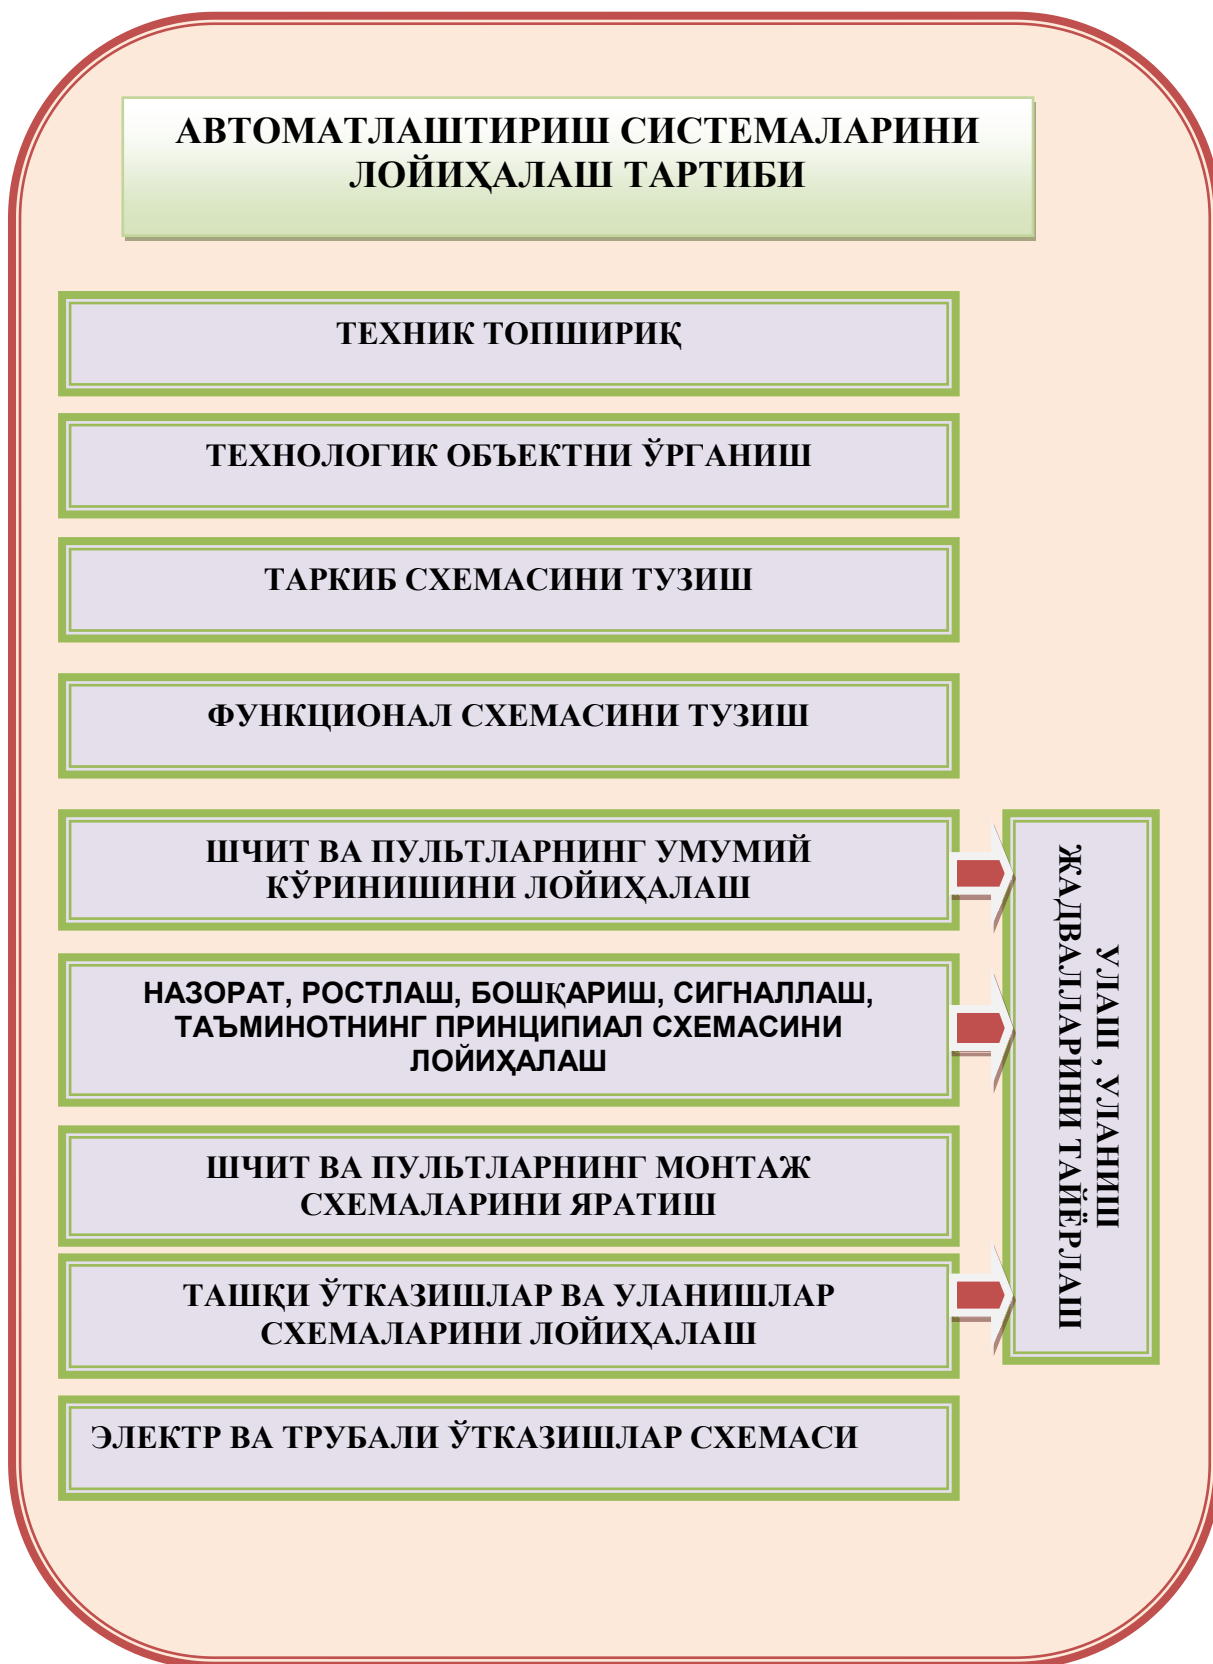 АВТОМАТЛАШТИРИШ СИСТЕМАЛАРИНИ
ЛОЙИҲАЛАШ ТАРТИБИ
ТЕХНИК ТОПШИРИҚ
ТЕХНОЛОГИК ОБЪЕКТНИ ЎРГАНИШ
ТАРКИБ СХЕМАСИНИ ТУЗИШ
ФУНКЦИОНАЛ СХЕМАСИНИ ТУЗИШ
ШЧИТ ВА ПУЛЬТЛАРНИНГ УМУМИЙ
КЎРИНИШИНИ ЛОЙИҲАЛАШ
НАЗОРАТ, РОСТЛАШ, БОШҚАРИШ, СИГНАЛЛАШ,
ТАЪМИНОТНИНГ ПРИНЦИПИАЛ СХЕМАСИНИ
ЛОЙИҲАЛАШ
ШЧИТ ВА ПУЛЬТЛАРНИНГ МОНТАЖ
СХЕМАЛАРИНИ ЯРАТИШ
ТАШҚИ ЎТКАЗИШЛАР ВА УЛАНИШЛАР
СХЕМАЛАРИНИ ЛОЙИҲАЛАШ
ЭЛЕКТР ВА ТРУБАЛИ ЎТКАЗИШЛАР СХЕМАСИ
УЛАШ , УЛАНИШ
ЖАДВАЛЛАРИНИ ТАЙЁРЛАШ